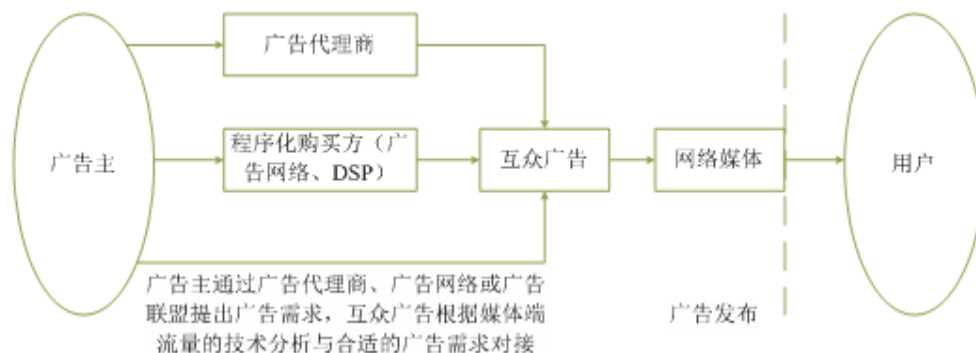 广告代理商
广告主
程序化购买方（广
告网络、DSP）
互众广告
网络媒体
用户
广告主通过广告代理商、广告网络或广告
联盟提出广告需求，互众广告根据媒体端
流量的技术分析与合适的广告需求对接
广告发布